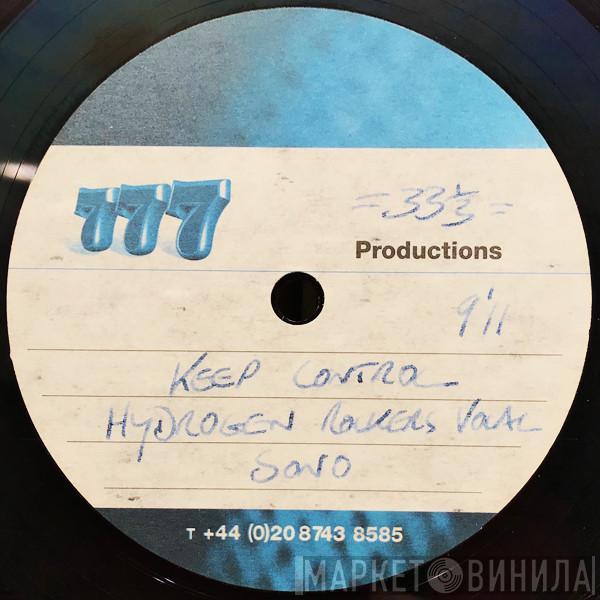 777
=33⅓=
Productions
9'11
KEEP CONTROL
HYDROGEN ROCKERS VOCAL
SONO
T +44 (0)20 8743 8585
МАРКЕТ ВИНИЛА